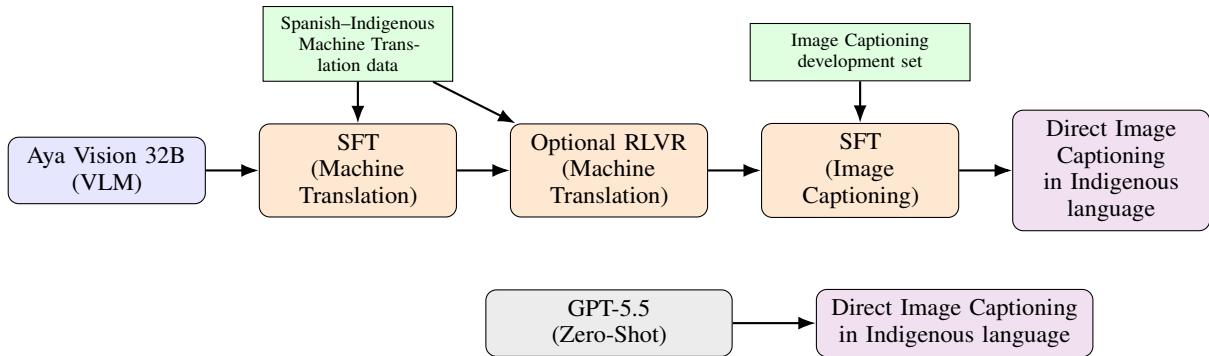 Spanish–Indigenous
Machine Trans-
lation data
Image Captioning
development set
Aya Vision 32B
(VLM)
SFT
(Machine
Translation)
Optional RLVR
(Machine
Translation)
SFT
(Image
Captioning)
Direct Image
Captioning
in Indigenous
language
GPT-5.5
(Zero-Shot)
Direct Image Captioning
in Indigenous language